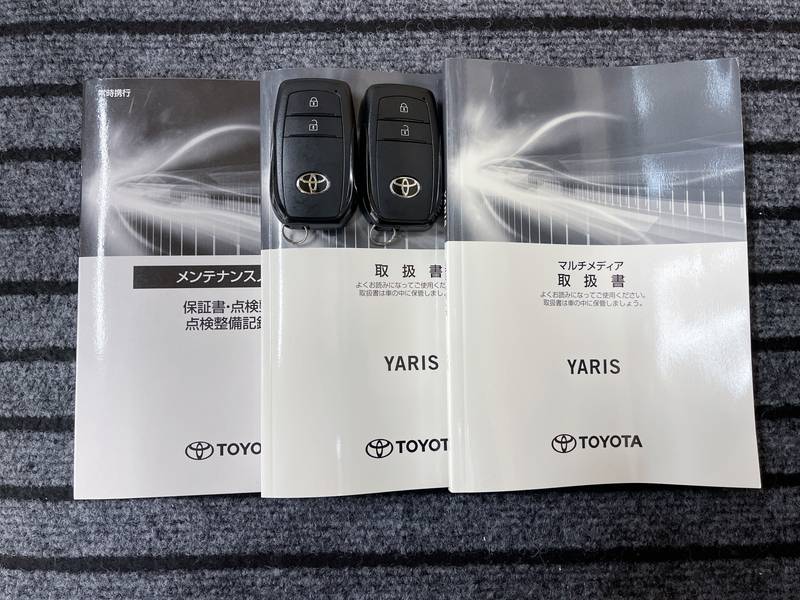 常時携行
メンテナンス
保証書・点検
点検整備記
TOYO
取扱書
よくお読みになってご使用くだ
取扱書は車の中に保管しましょ
YARIS
TOYOT
マルチメディア
取扱書
よくお読みになってご使用ください。
取扱書は車の中に保管しましょう。
YARIS
TOYOTA